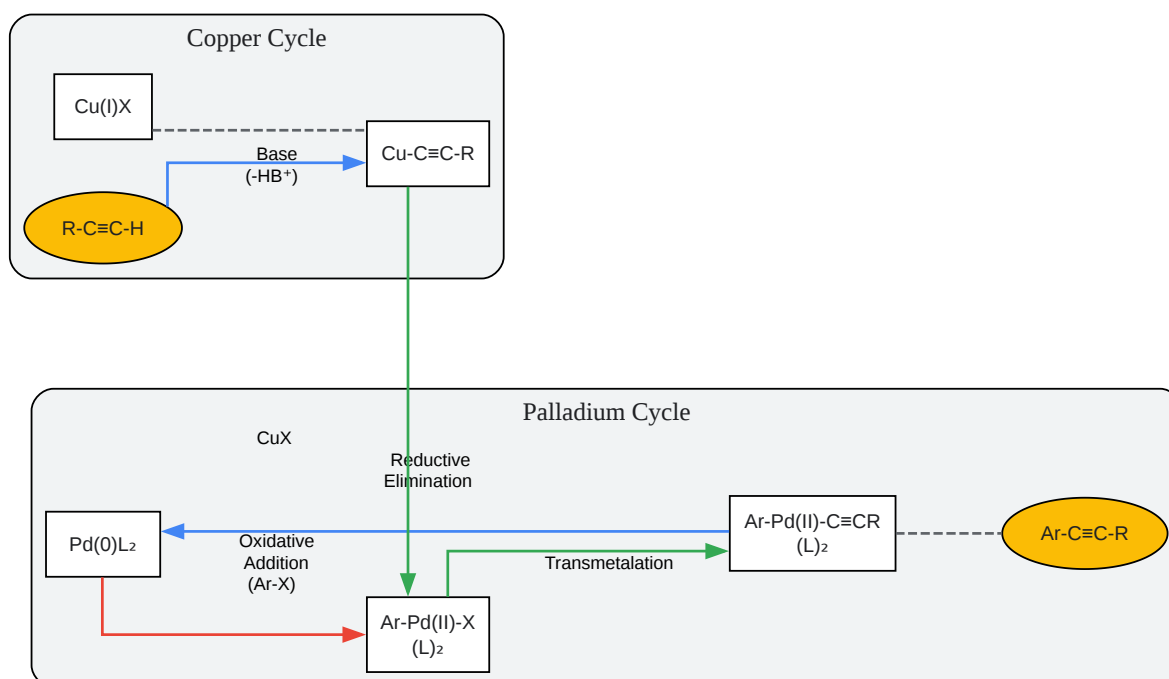 Copper Cycle
Cu(I)X
Cu-C≡C-R
Base
(-HB⁺)
R-C≡C-H
Palladium Cycle
CuX
Reductive
Elimination
Pd(0)L₂
Oxidative
Addition
(Ar-X)
Ar-Pd(II)-C≡CR
(L)₂
Ar-C≡C-R
Transmetalation
Ar-Pd(II)-X
(L)₂